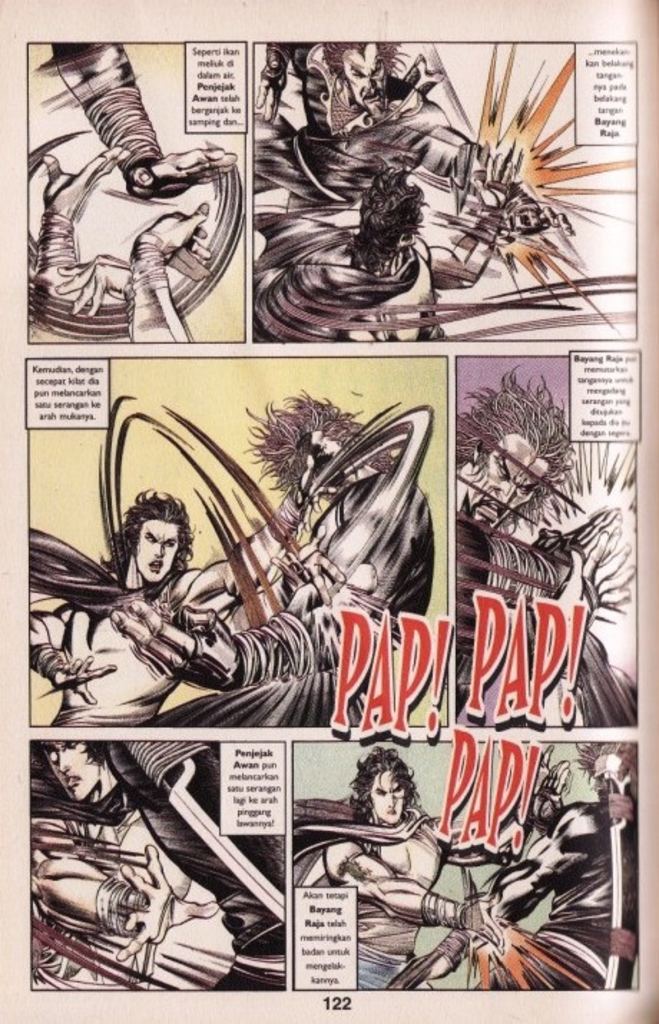 Seperti ikan
meliuk di
dalam air,
Penjejak
Awan telah
berganjak ke
samping dan...
...menekan-
kan belakang
tangan-
nya pada
belakang
tangan
Bayang
Raja.
Kemudian, dengan
secepat kilat dia
pun melancarkan
satu serangan ke
arah mukanya.
Bayang Raja pun
memutarkan
tangannya untuk
mengadang
serangan yang
ditujukan
kepada dia itu
dengan segera.
PAP! PAP!
PAP!
Penjejak
Awan pun
melancarkan
satu serangan
lagi ke arah
pinggang
lawannya!
Akan tetapi
Bayang
Raja telah
memiringkan
badan untuk
mengelak-
kannya.
122